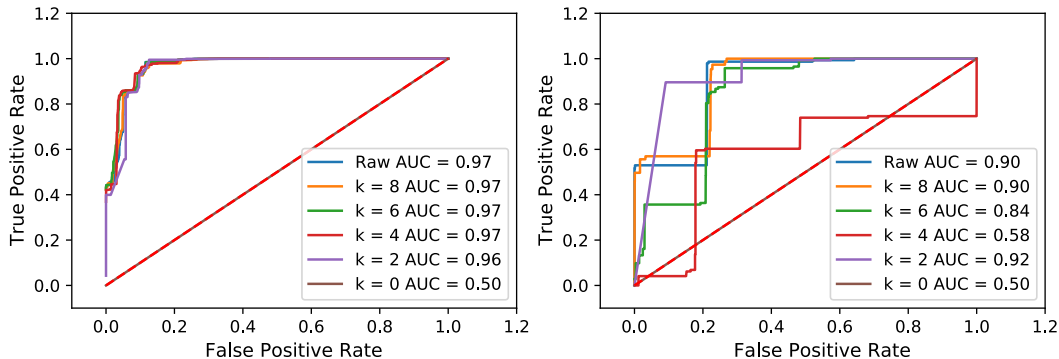 1.2
1.0
0.8
0.6
0.4
0.2
0.0
True Positive Rate
Raw AUC = 0.97
k = 8 AUC = 0.97
k = 6 AUC = 0.97
k = 4 AUC = 0.97
k = 2 AUC = 0.96
k = 0 AUC = 0.50
0.0 0.2 0.4 0.6 0.8 1.0 1.2
False Positive Rate
1.2
1.0
0.8
0.6
0.4
0.2
0.0
True Positive Rate
Raw AUC = 0.90
k = 8 AUC = 0.90
k = 6 AUC = 0.84
k = 4 AUC = 0.58
k = 2 AUC = 0.92
k = 0 AUC = 0.50
0.0 0.2 0.4 0.6 0.8 1.0 1.2
False Positive Rate